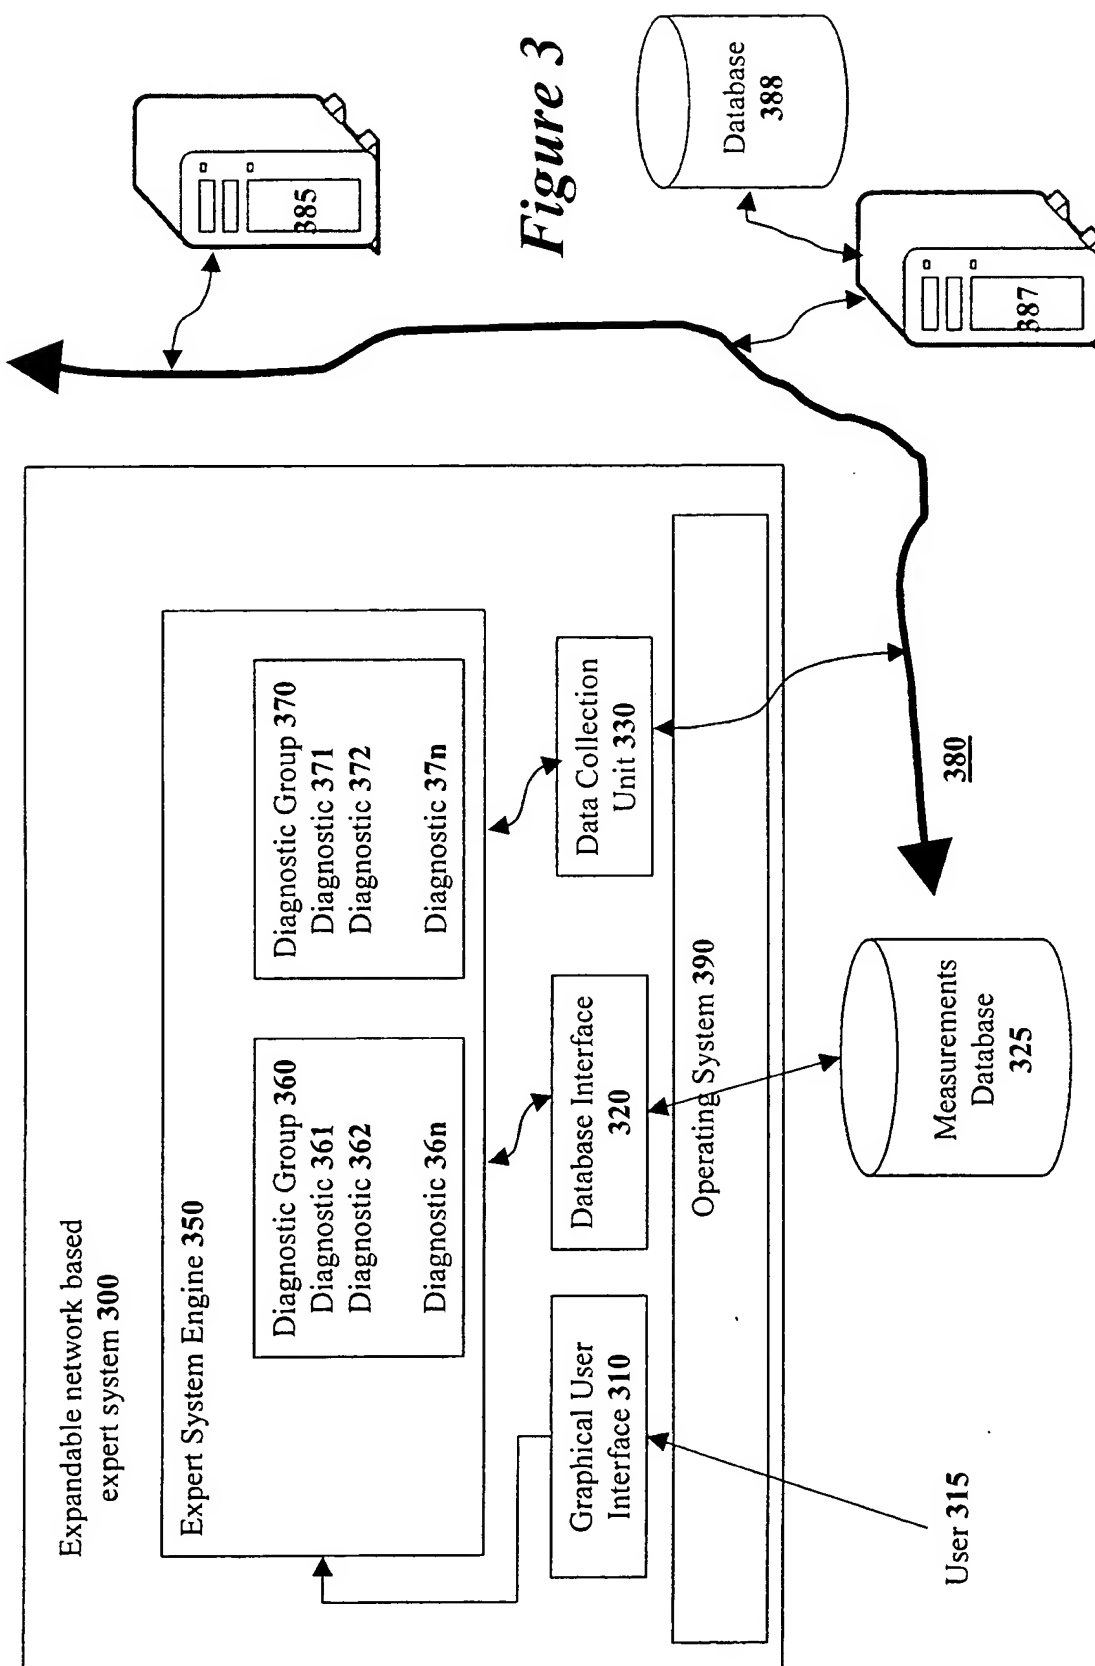 Expandable network based
expert system 300
Expert System Engine 350
Diagnostic Group 360
Diagnostic 361
Diagnostic 362
Diagnostic 36n
Diagnostic Group 370
Diagnostic 371
Diagnostic 372
Diagnostic 37n
Graphical User
Interface 310
Database Interface
320
Data Collection
Unit 330
Operating System 390
User 315
Measurements
Database
325
380
385
387
Database
388
Figure 3